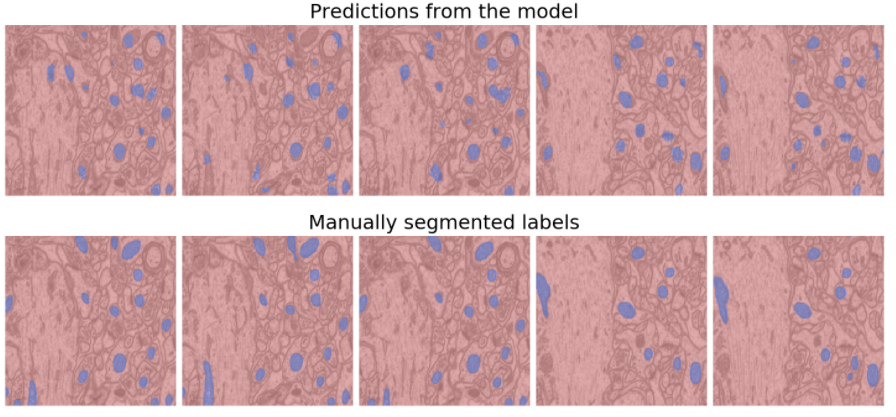 Predictions from the model
Manually segmented labels